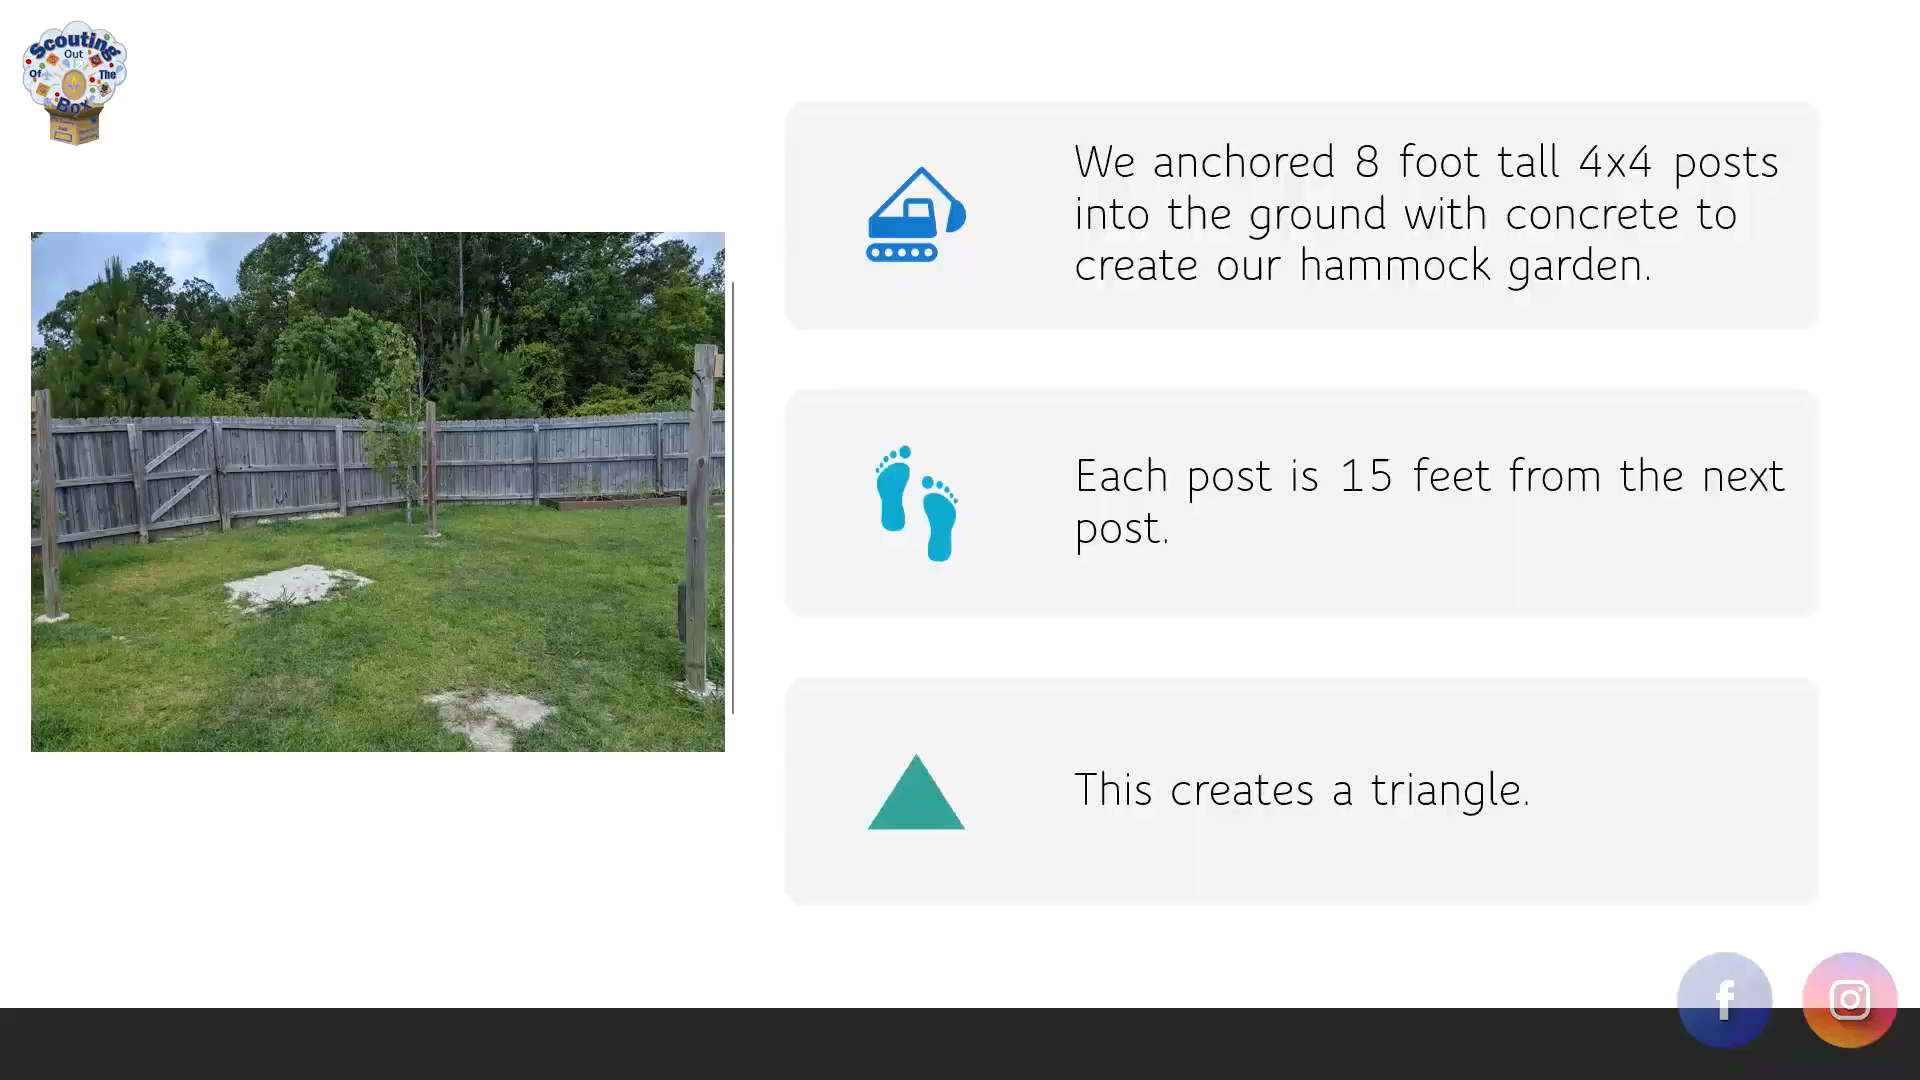 Scouting
Out
Of The
Box
We anchored 8 foot tall 4x4 posts
into the ground with concrete to
create our hammock garden.
Each post is 15 feet from the next
post.
This creates a triangle.